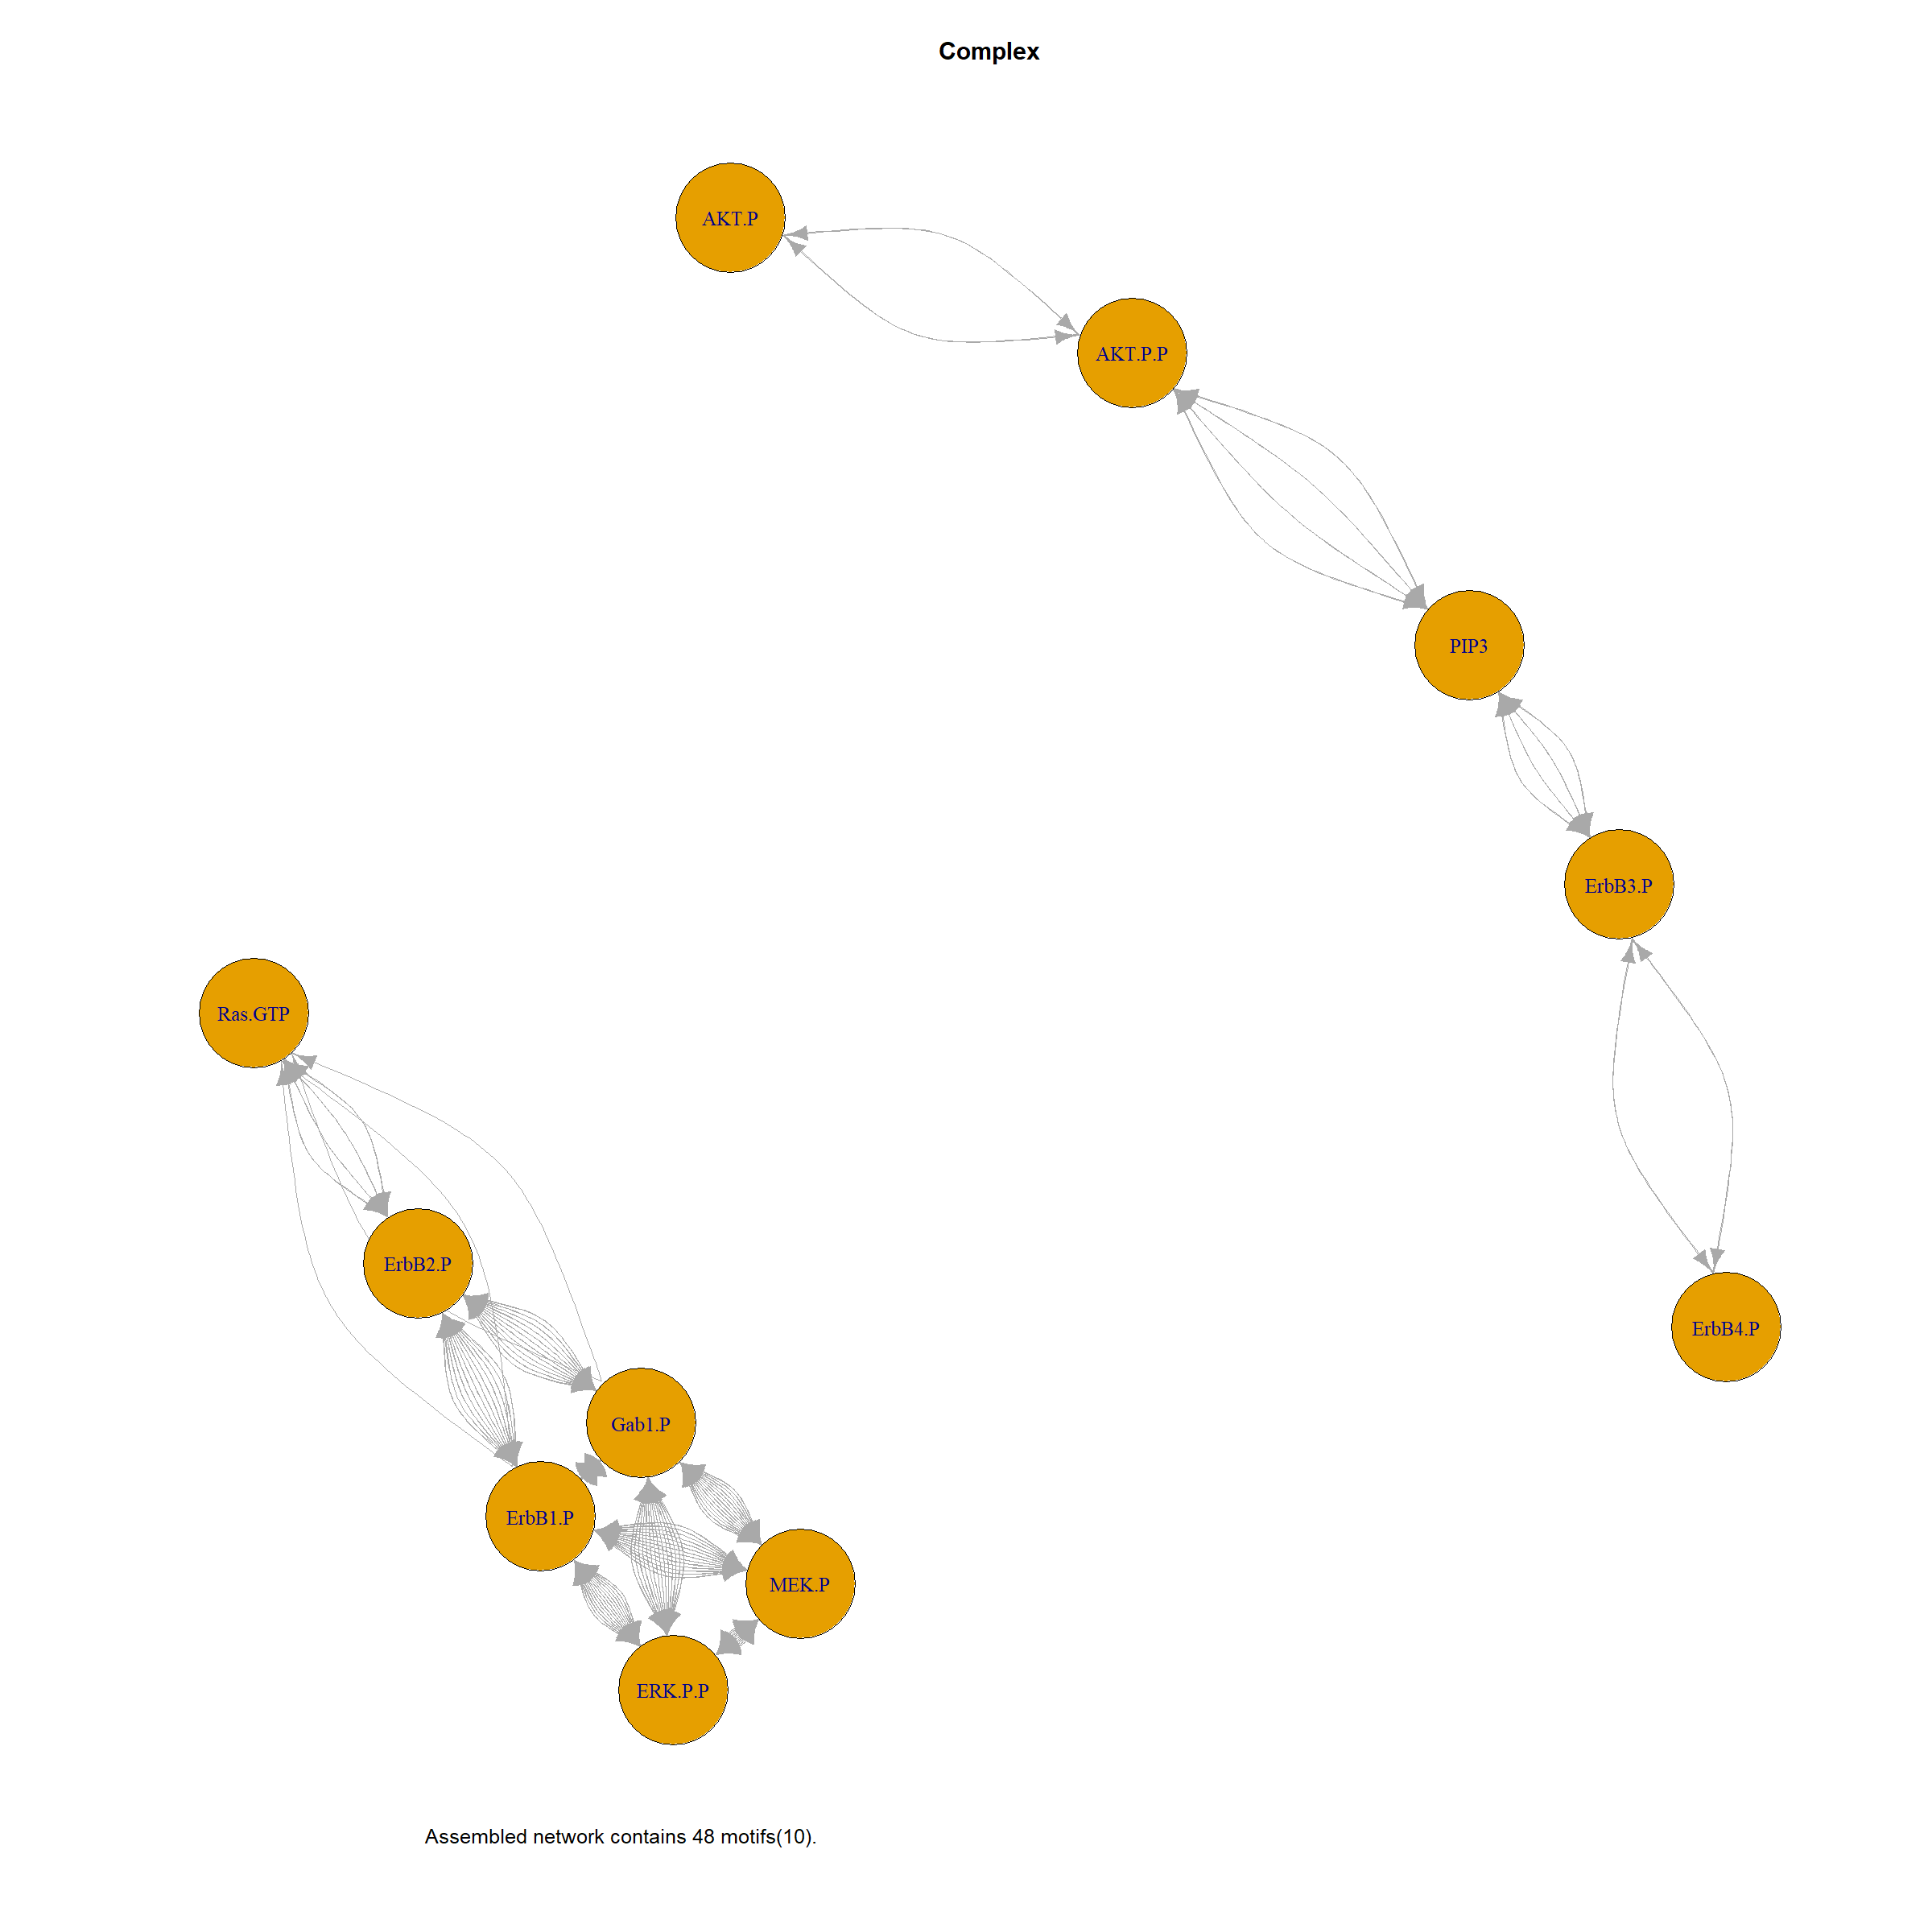 Complex
AKT.P
AKT.P.P
PIP3
ErbB3.P
Ras.GTP
ErbB2.P
ErbB4.P
Gab1.P
ErbB1.P
MEK.P
ERK.P.P
Assembled network contains 48 motifs(10).